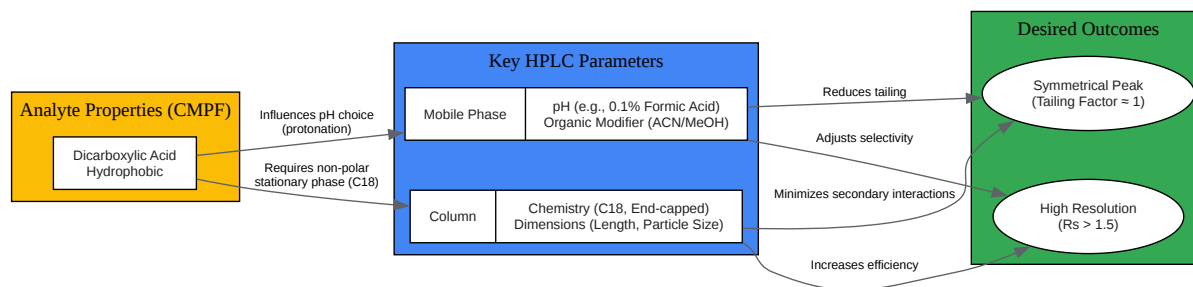 Analyte Properties (CMPF)
Dicarboxylic Acid
Hydrophobic
Influences pH choice
(protonation)
Requires non-polar
stationary phase (C18)
Key HPLC Parameters
Mobile Phase
pH (e.g., 0.1% Formic Acid)
Organic Modifier (ACN/MeOH)
Column
Chemistry (C18, End-capped)
Dimensions (Length, Particle Size)
Reduces tailing
Adjusts selectivity
Minimizes secondary interactions
Increases efficiency
Desired Outcomes
Symmetrical Peak
(Tailing Factor ≈ 1)
High Resolution
(Rs > 1.5)